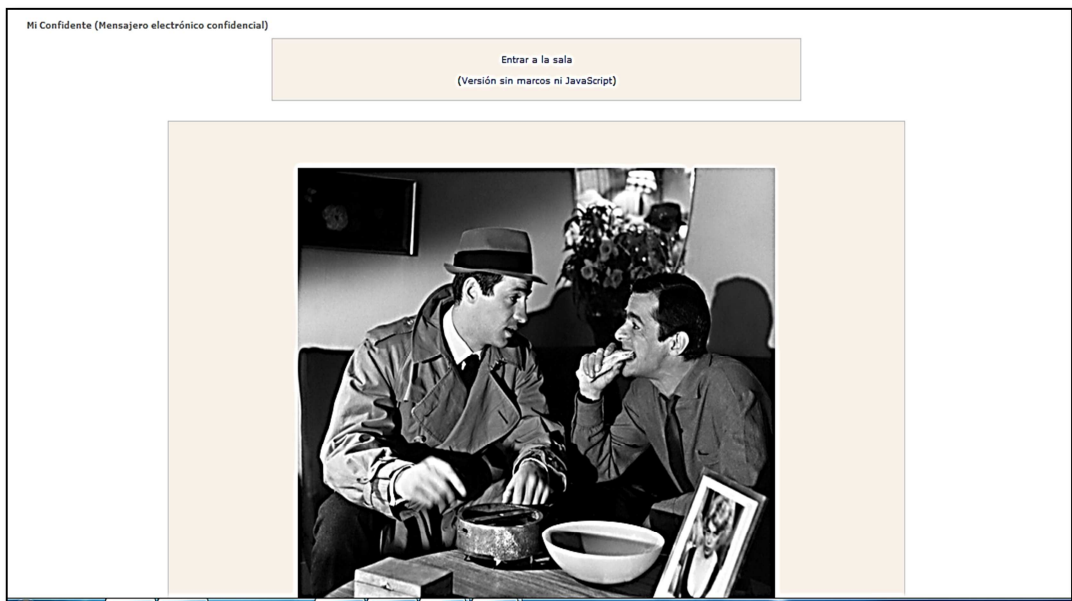 Mi Confidente (Mensajero electrónico confidencial)
Entrar a la sala
(Versión sin marcos ni JavaScript)